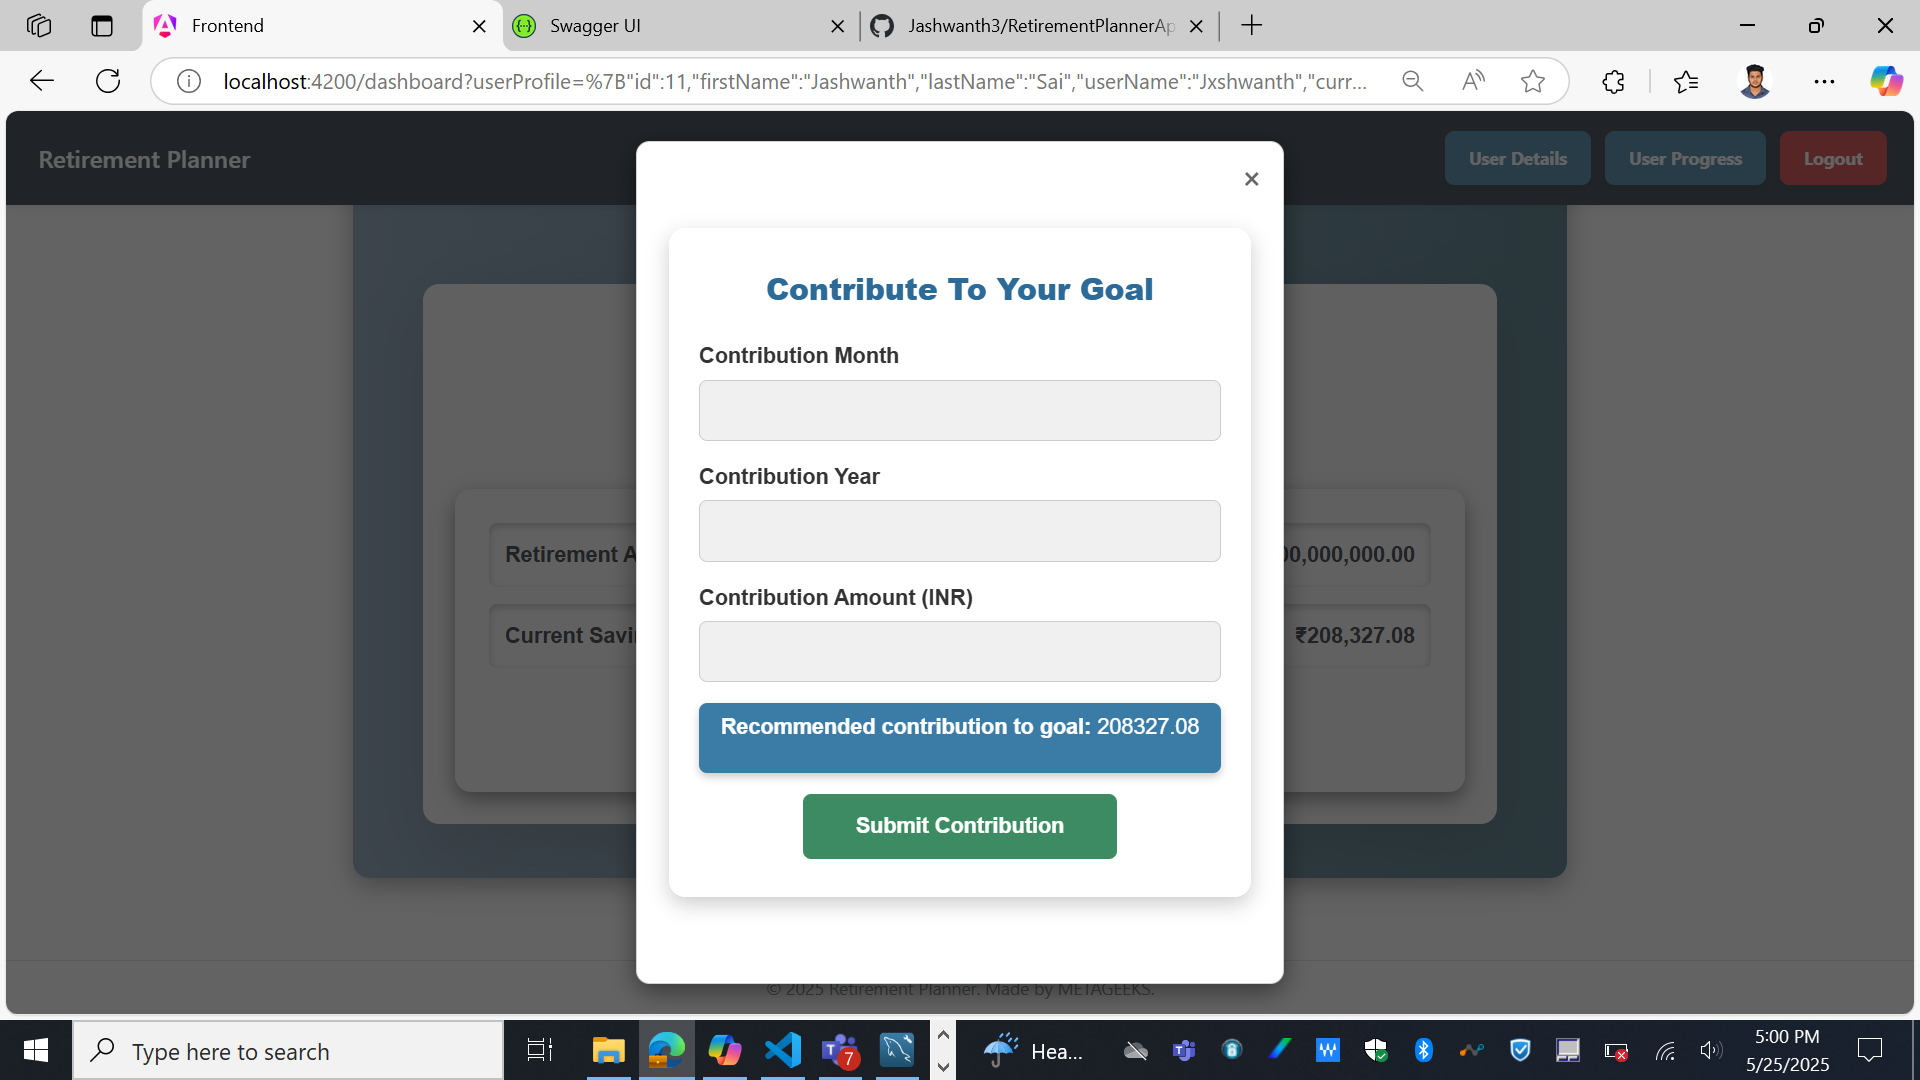 Frontend
Swagger UI
Jashwanth3/RetirementPlannerAp
localhost:4200/dashboard?userProfile=%7B"id":11,"firstName":"Jashwanth","lastName":"Sai","userName":"Jxshwanth","curr...
Retirement Planner
User Details
User Progress
Logout
×
Contribute To Your Goal
Contribution Month
Contribution Year
Contribution Amount (INR)
Retirement A
00,000,000.00
Current Savi
₹208,327.08
Recommended contribution to goal: 208327.08
Submit Contribution
© 2025 Retirement Planner. Made by METAGEEKS.
Type here to search
7
Hea...
5:00 PM
5/25/2025